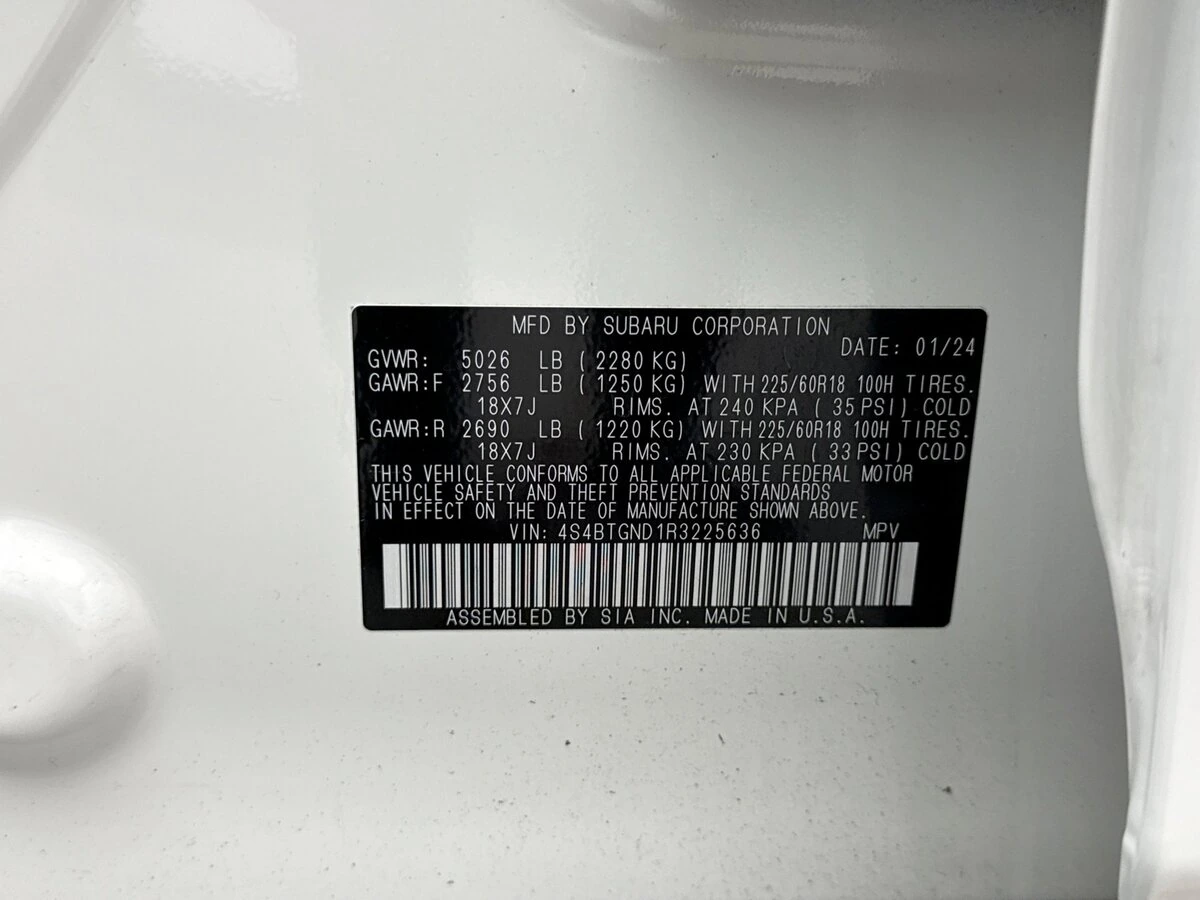 MFD BY SUBARU CORPORATION
DATE: 01/24
GVWR: 5026 LB ( 2280 KG)
GAWR:F 2756 LB ( 1250 KG) WITH 225/60R18 100H TIRES.
18X7J RIMS. AT 240 KPA ( 35 PSI) COLD
GAWR:R 2690 LB ( 1220 KG) WITH 225/60R18 100H TIRES.
18X7J RIMS. AT 230 KPA ( 33 PSI) COLD
THIS VEHICLE CONFORMS TO ALL APPLICABLE FEDERAL MOTOR
VEHICLE SAFETY AND THEFT PREVENTION STANDARDS
IN EFFECT ON THE DATE OF MANUFACTURE SHOWN ABOVE.
VIN: 4S4BTGND1R3225636 MPV
ASSEMBLED BY SIA INC. MADE IN U.S.A.